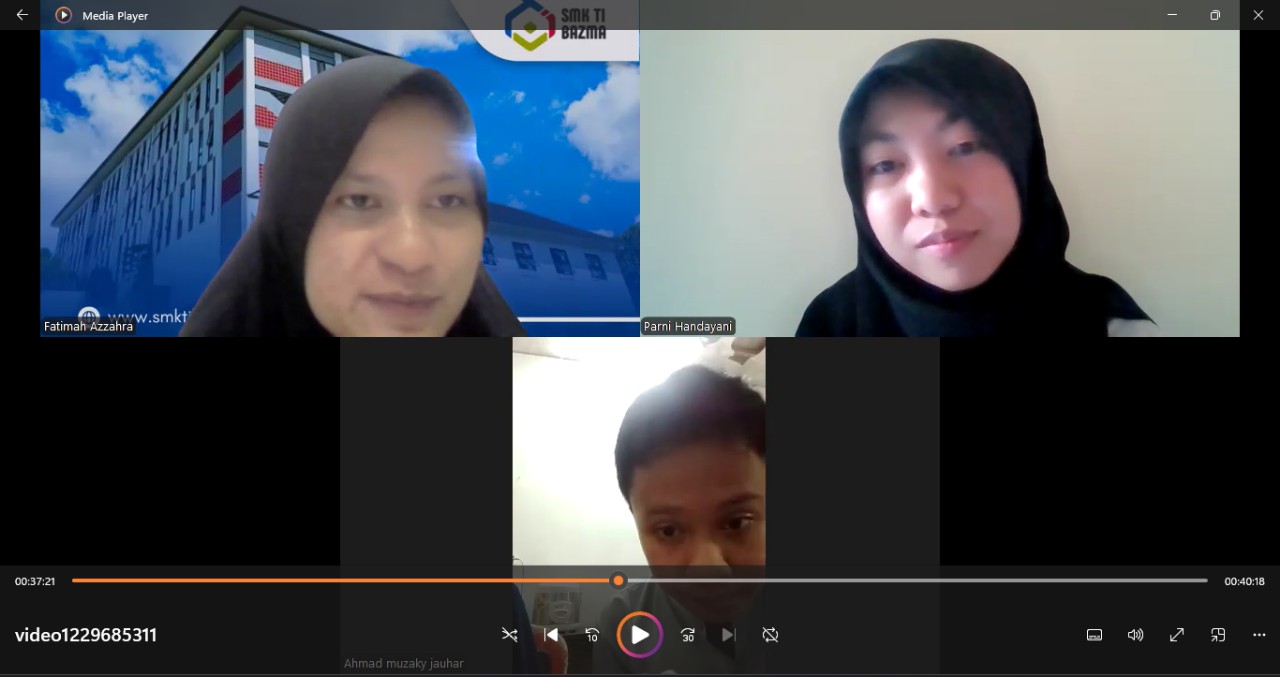 Media Player
SMK TI
BAZMA
www.smkti
Fatimah Azzahra
Parni Handayani
00:37:21
00:40:18
video1229685311
10
30
Ahmad muzaky jauhar